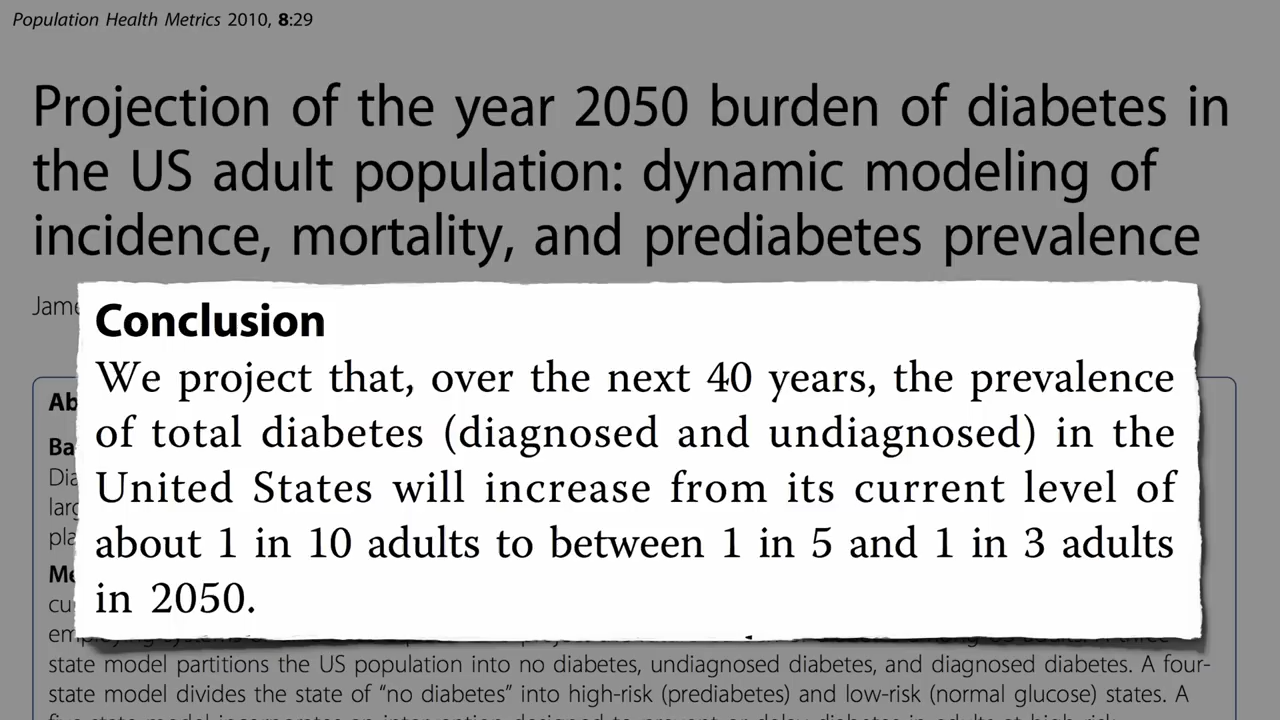 Population Health Metrics 2010, 8:29
Projection of the year 2050 burden of diabetes in
the US adult population: dynamic modeling of
incidence, mortality, and prediabetes prevalence
Conclusion
We project that, over the next 40 years, the prevalence
of total diabetes (diagnosed and undiagnosed) in the
United States will increase from its current level of
about 1 in 10 adults to between 1 in 5 and 1 in 3 adults
in 2050.
state model partitions the US population into no diabetes, undiagnosed diabetes, and diagnosed diabetes. A four-
state model divides the state of “no diabetes” into high-risk (prediabetes) and low-risk (normal glucose) states. A